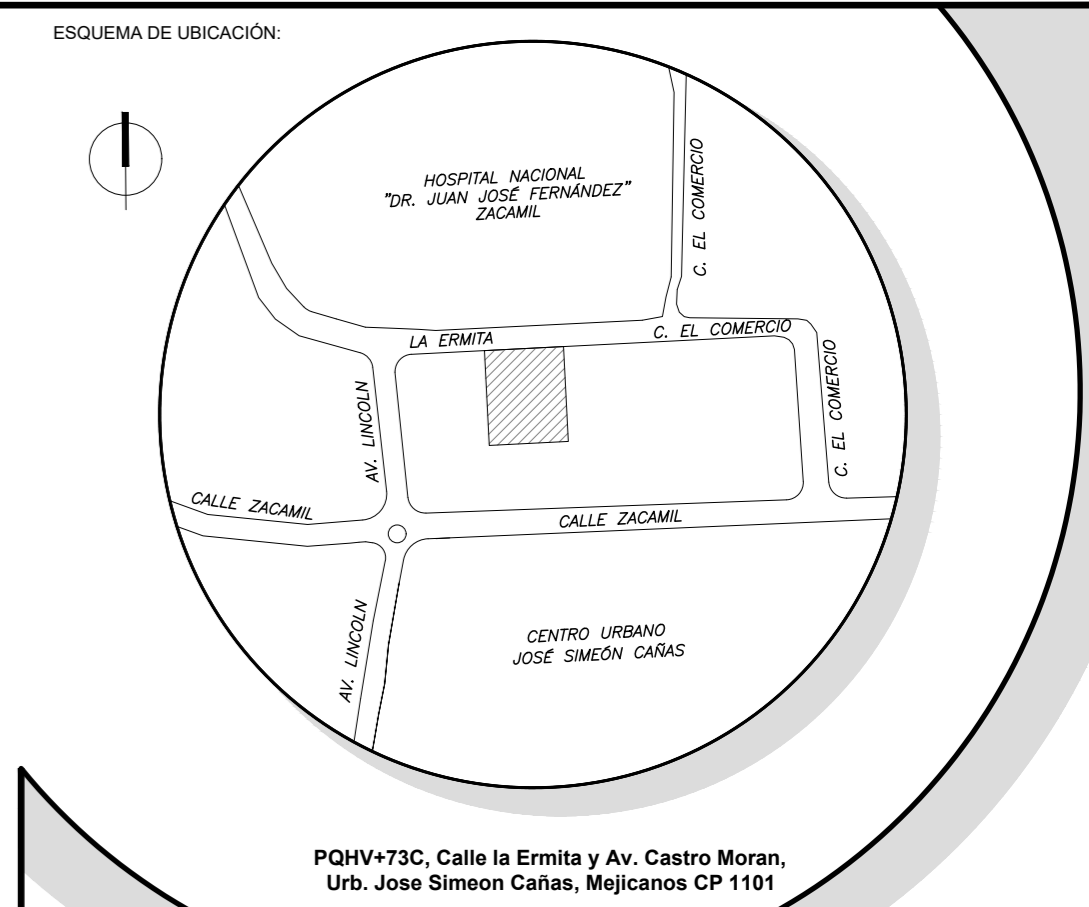 ESQUEMA DE UBICACIÓN:
HOSPITAL NACIONAL
"DR. JUAN JOSÉ FERNÁNDEZ"
ZACAMIL
C. EL COMERCIO
LA ERMITA
C. EL COMERCIO
C. EL COMERCIO
AV. LINCOLN
CALLE ZACAMIL
CALLE ZACAMIL
AV. LINCOLN
CENTRO URBANO
JOSÉ SIMEÓN CAÑAS
PQHV+73C, Calle la Ermita y Av. Castro Moran,
Urb. Jose Simeon Cañas, Mejicanos CP 1101